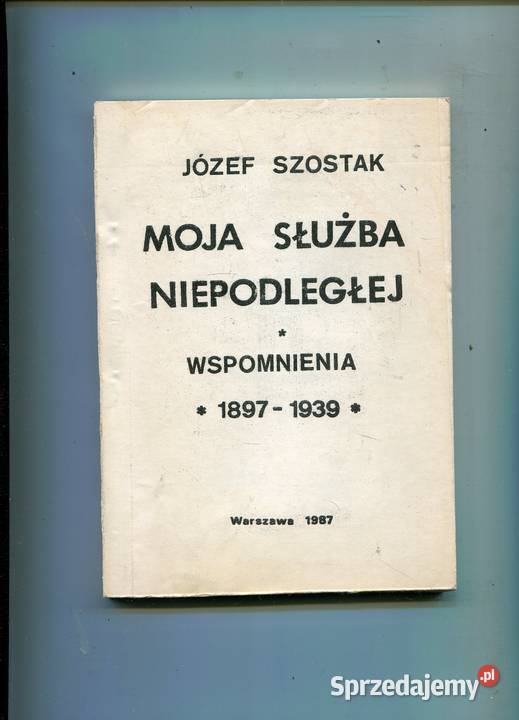 JÓZEF SZOSTAK
MOJA SŁUŻBA
NIEPODLEGŁEJ
*
WSPOMNIENIA
* 1897-1939 *
Warszawa 1987
Sprzedajemy.pl